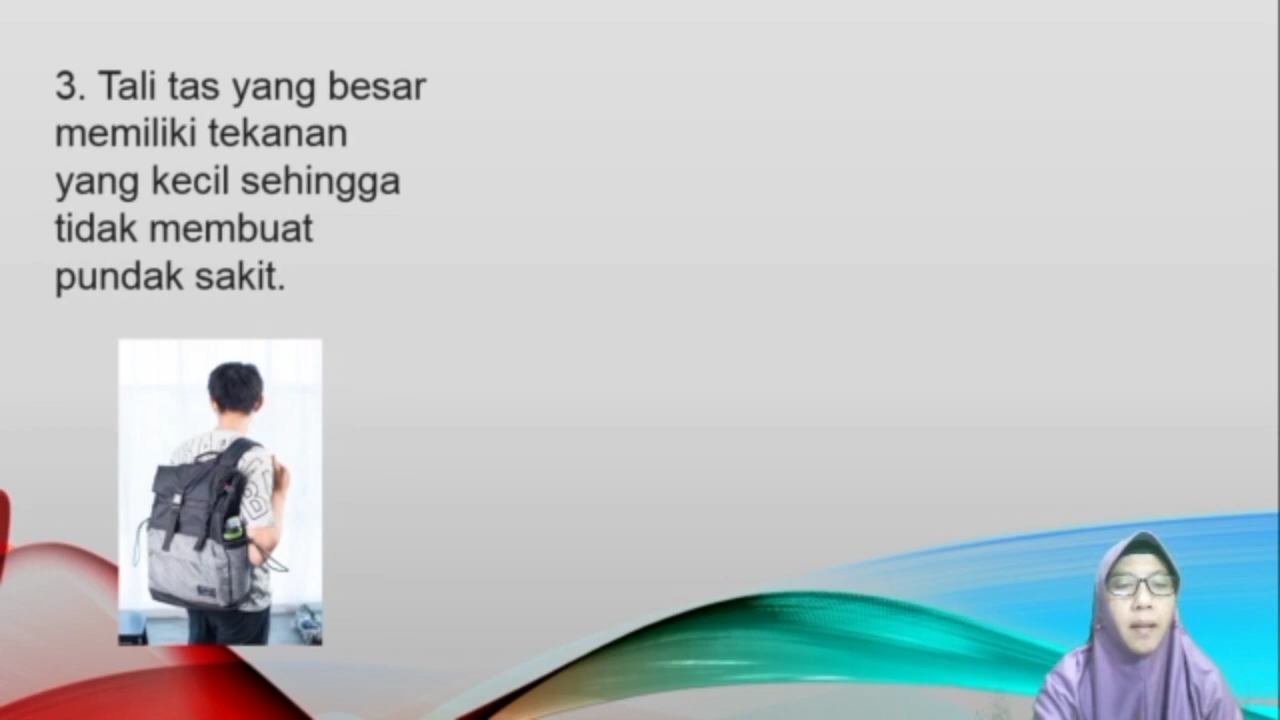 3. Tali tas yang besar
memiliki tekanan
yang kecil sehingga
tidak membuat
pundak sakit.